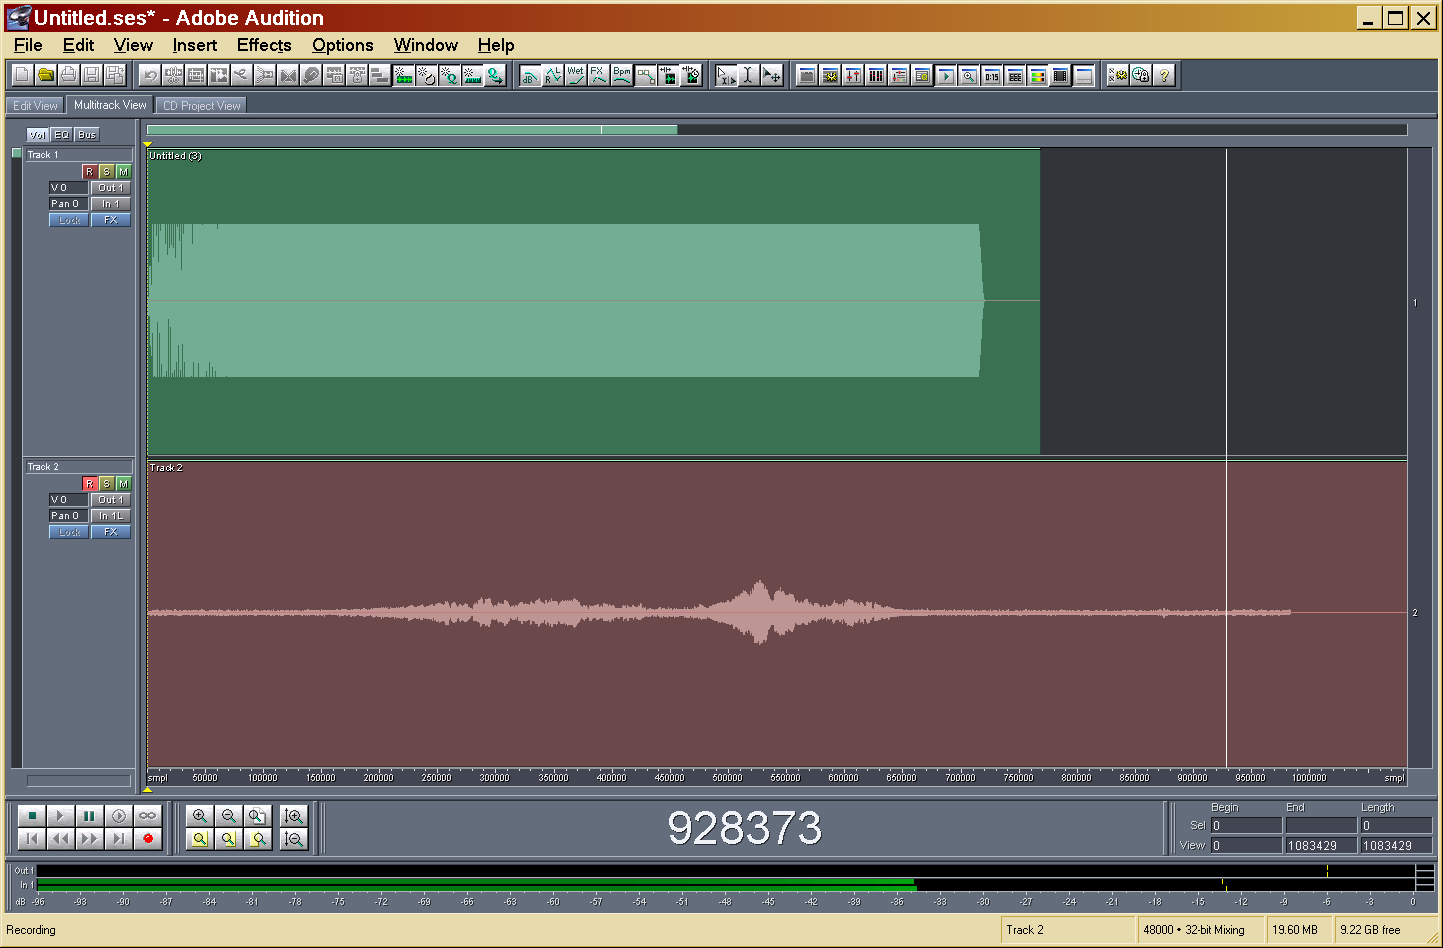 Untitled.ses* - Adobe Audition
File Edit View Insert Effects Options Window Help
dB R L Wet FX Bpm 0:15 ?
Edit View Multitrack View CD Project View
Vol EQ Bus
Track 1
Untitled (3)
R S M
V 0 Out 1
Pan 0 In 1
Lock FX
1
Track 2
Track 2
R S M
V 0 Out 1
Pan 0 In 1L
Lock FX
2
smpl 50000 100000 150000 200000 250000 300000 350000 400000 450000 500000 550000 600000 650000 700000 750000 800000 850000 900000 950000 1000000 smpl
928373
Begin End Length
Sel 0 0
View 0 1083429 1083429
Out 1
In 1
dB -96 -93 -90 -87 -84 -81 -78 -75 -72 -69 -66 -63 -60 -57 -54 -51 -48 -45 -42 -39 -36 -33 -30 -27 -24 -21 -18 -15 -12 -9 -6 -3 0
Recording Track 2 48000 • 32-bit Mixing 19.60 MB 9.22 GB free